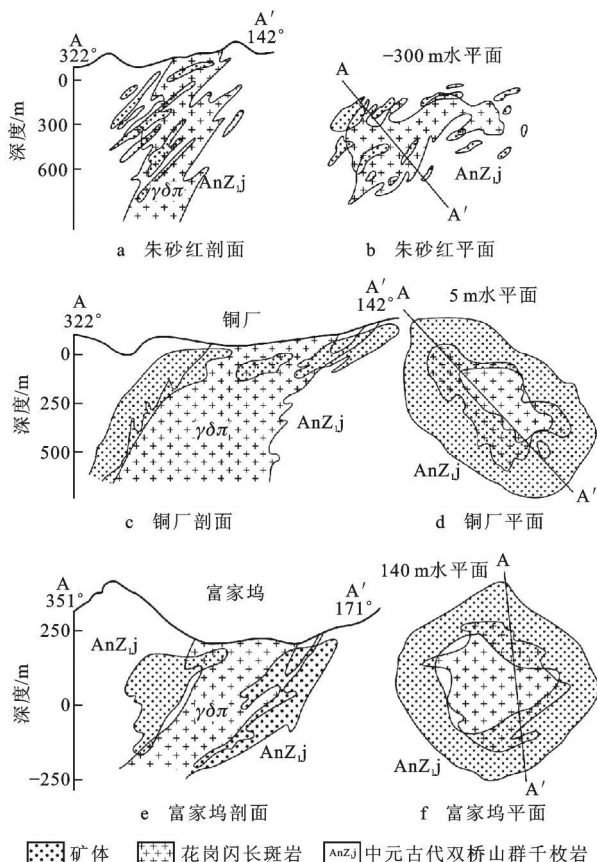 A
322°
A′
142°
0
300
600
深度/m
γδπ
AnZ₁j
a 朱砂红剖面
-300 m水平面
A
AnZ₁j
A′
b 朱砂红平面
A
322°
铜厂
A′
142°
0
250
500
深度/m
γδπ
AnZ₁j
c 铜厂剖面
5 m水平面
A
AnZ₁j
A′
d 铜厂平面
A
351°
富家坞
A′
171°
250
0
-250
深度/m
AnZ₁j
γδπ
e 富家坞剖面
140 m水平面
A
AnZ₁j
A′
f 富家坞平面
矿体 花岗闪长斑岩 AnZ₁j 中元古代双桥山群千枚岩